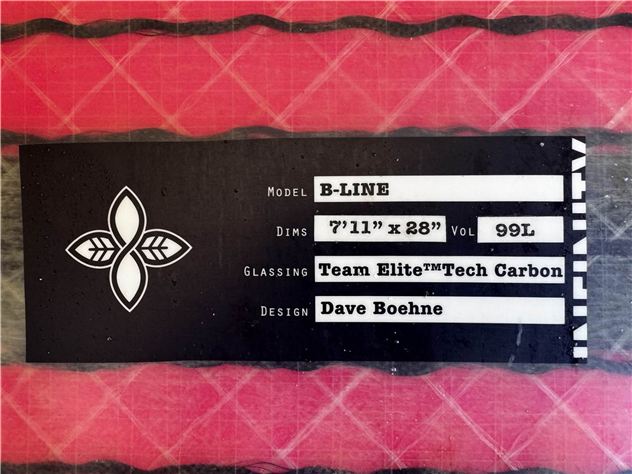 Model B-LINE
Dims 7'11" x 28" Vol 99L
Glassing Team Elite™Tech Carbon
Design Dave Boehne
INFINITY